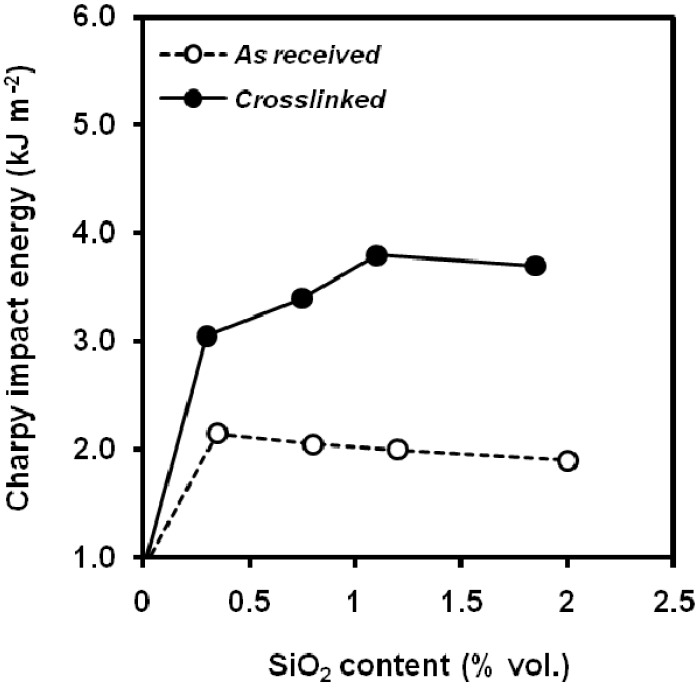 Charpy impact energy (kJ m⁻²)
6.0
5.0
4.0
3.0
2.0
1.0
As received
Crosslinked
0 0.5 1 1.5 2 2.5
SiO₂ content (% vol.)